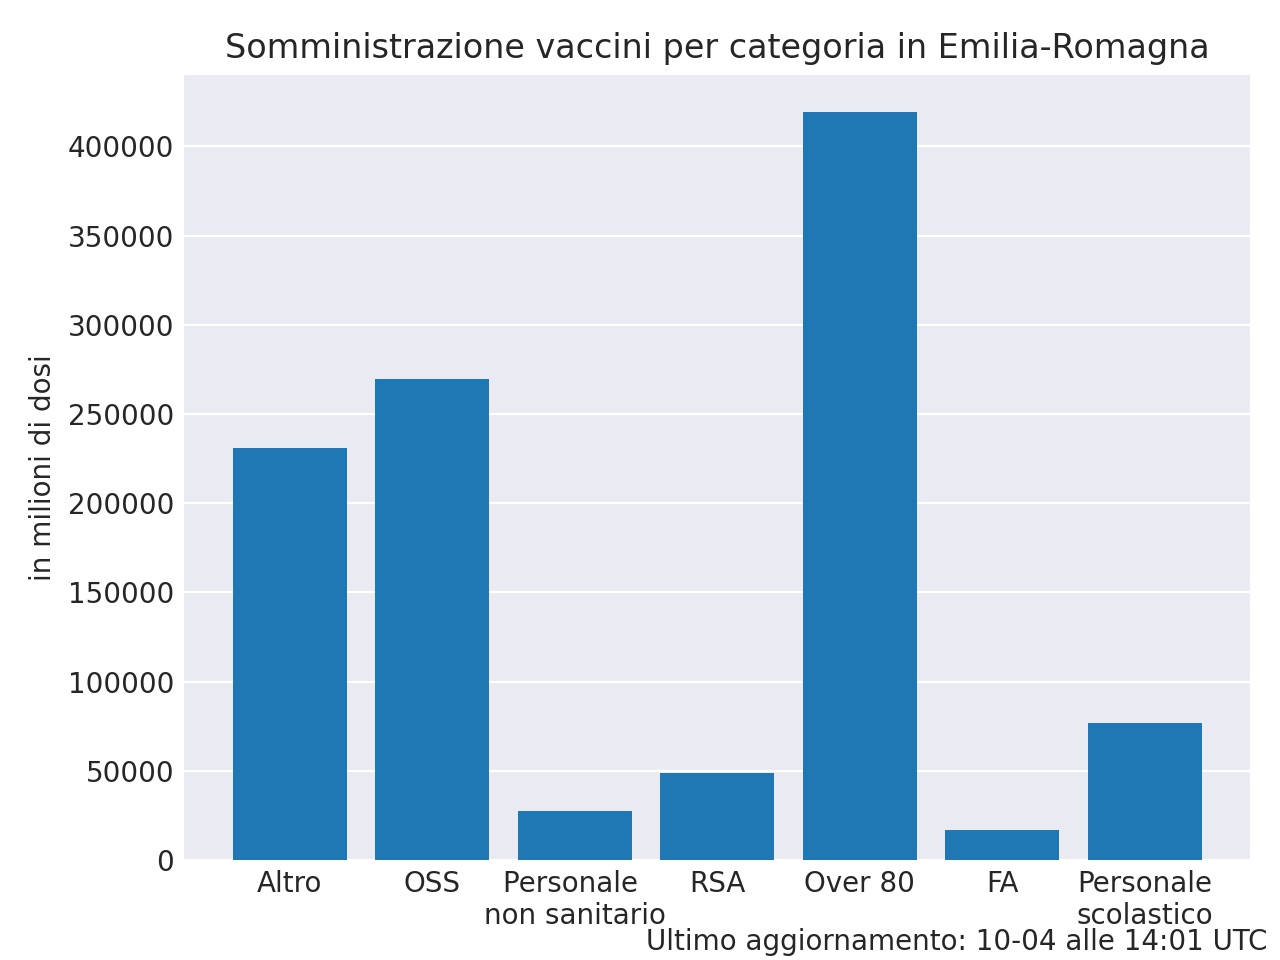 Somministrazione vaccini per categoria in Emilia-Romagna
in milioni di dosi
400000
350000
300000
250000
200000
150000
100000
50000
0
Altro
OSS
Personale
non sanitario
RSA
Over 80
FA
Personale
scolastico
Ultimo aggiornamento: 10-04 alle 14:01 UTC